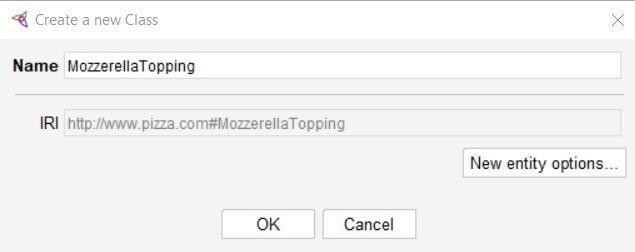 Create a new Class
Name MozzerellaTopping
IRI http://www.pizza.com#MozzerellaTopping
New entity options...
OK Cancel